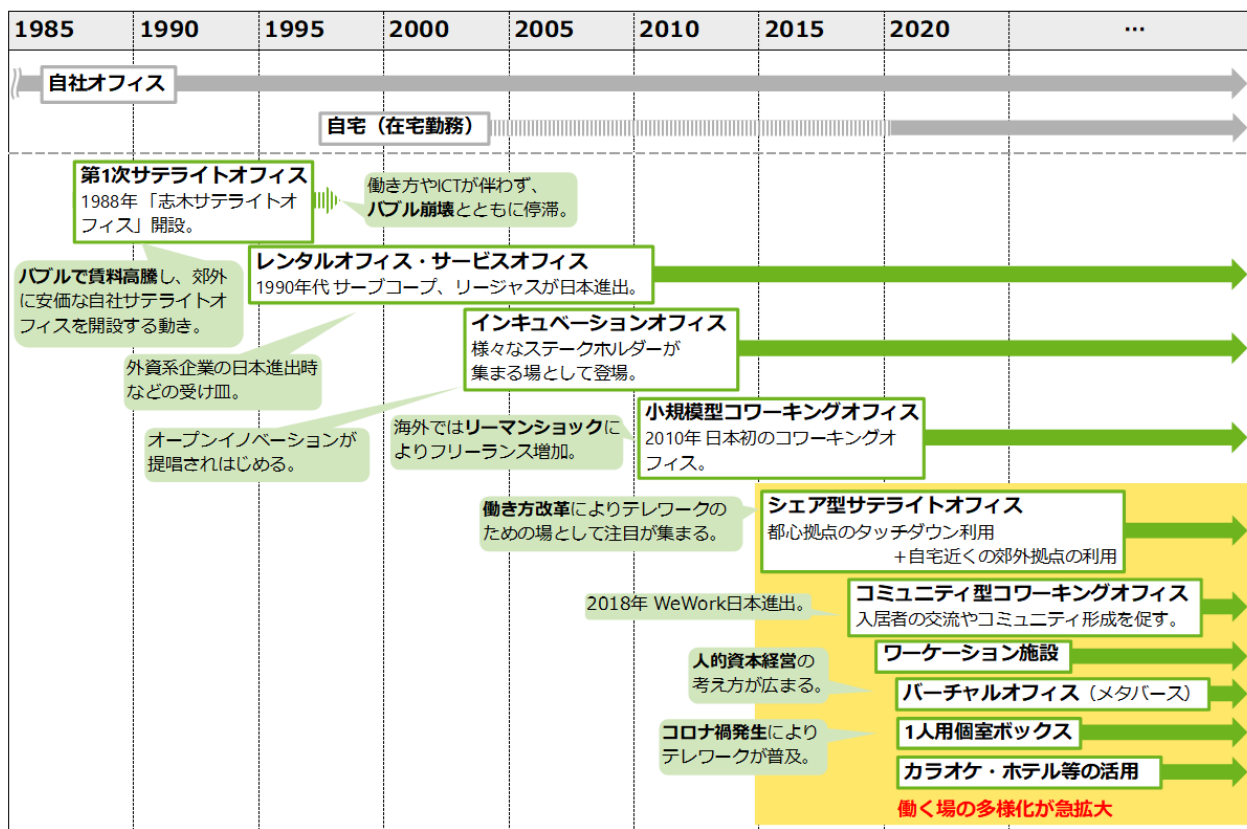 1985 1990 1995 2000 2005 2010 2015 2020 …
自社オフィス
自宅（在宅勤務）
第1次サテライトオフィス
1988年「志木サテライトオ
フィス」開設。
働き方やICTが伴わず、
バブル崩壊とともに停滞。
バブルで賃料高騰し、郊外
に安価な自社サテライトオ
フィスを開設する動き。
レンタルオフィス・サービスオフィス
1990年代 サーブコープ、リージャスが日本進出。
外資系企業の日本進出時
などの受け皿。
インキュベーションオフィス
様々なステークホルダーが
集まる場として登場。
オープンイノベーションが
提唱されはじめる。
小規模型コワーキングオフィス
2010年 日本初のコワーキングオ
フィス。
海外ではリーマンショックに
よりフリーランス増加。
シェア型サテライトオフィス
都心拠点のタッチダウン利用
＋自宅近くの郊外拠点の利用
働き方改革によりテレワークの
ための場として注目が集まる。
コミュニティ型コワーキングオフィス
入居者の交流やコミュニティ形成を促す。
2018年 WeWork日本進出。
ワーケーション施設
人的資本経営の
考え方が広まる。
バーチャルオフィス（メタバース）
1人用個室ボックス
コロナ禍発生により
テレワークが普及。
カラオケ・ホテル等の活用
働く場の多様化が急拡大